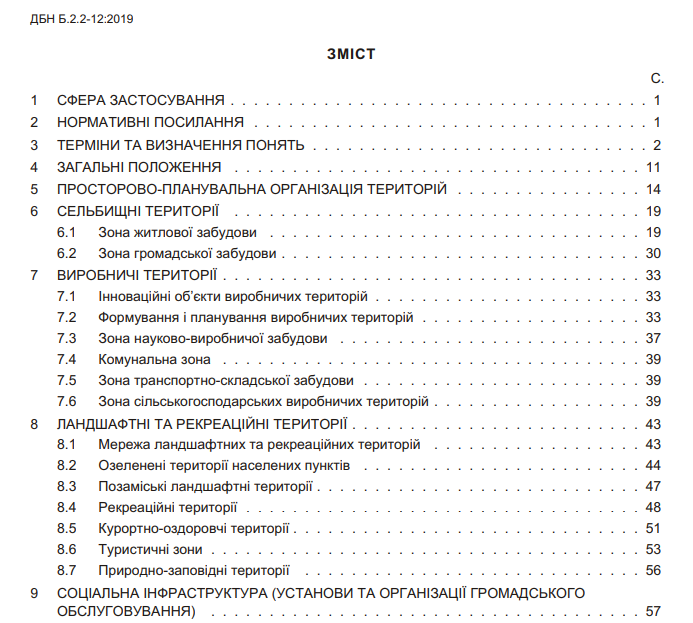 ДБН Б.2.2-12:2019
ЗМІСТ
С.
1 СФЕРА ЗАСТОСУВАННЯ . . . . . . . . . . . . . . . . . . . . . . . . . . . . . . 1
2 НОРМАТИВНІ ПОСИЛАННЯ . . . . . . . . . . . . . . . . . . . . . . . . . . . . 1
3 ТЕРМІНИ ТА ВИЗНАЧЕННЯ ПОНЯТЬ . . . . . . . . . . . . . . . . . . . . . . . . 2
4 ЗАГАЛЬНІ ПОЛОЖЕННЯ . . . . . . . . . . . . . . . . . . . . . . . . . . . . . . 11
5 ПРОСТОРОВО-ПЛАНУВАЛЬНА ОРГАНІЗАЦІЯ ТЕРИТОРІЙ . . . . . . . . . . . . . . 14
6 СЕЛЬБИЩНІ ТЕРИТОРІЇ . . . . . . . . . . . . . . . . . . . . . . . . . . . . . 19
6.1 Зона житлової забудови . . . . . . . . . . . . . . . . . . . . . . . . . . . 19
6.2 Зона громадської забудови . . . . . . . . . . . . . . . . . . . . . . . . . . 30
7 ВИРОБНИЧІ ТЕРИТОРІЇ . . . . . . . . . . . . . . . . . . . . . . . . . . . . . . 33
7.1 Інноваційні об’єкти виробничих територій . . . . . . . . . . . . . . . . . . . 33
7.2 Формування і планування виробничих територій . . . . . . . . . . . . . . . . 33
7.3 Зона науково-виробничої забудови . . . . . . . . . . . . . . . . . . . . . . 37
7.4 Комунальна зона . . . . . . . . . . . . . . . . . . . . . . . . . . . . . . 39
7.5 Зона транспортно-складської забудови . . . . . . . . . . . . . . . . . . . . 39
7.6 Зона сільськогосподарських виробничих територій . . . . . . . . . . . . . . . 39
8 ЛАНДШАФТНІ ТА РЕКРЕАЦІЙНІ ТЕРИТОРІЇ . . . . . . . . . . . . . . . . . . . . . 43
8.1 Мережа ландшафтних та рекреаційних територій . . . . . . . . . . . . . . . . 43
8.2 Озеленені території населених пунктів . . . . . . . . . . . . . . . . . . . . 44
8.3 Позаміські ландшафтні території . . . . . . . . . . . . . . . . . . . . . . . 47
8.4 Рекреаційні території . . . . . . . . . . . . . . . . . . . . . . . . . . . . 48
8.5 Курортно-оздоровчі території . . . . . . . . . . . . . . . . . . . . . . . . . 51
8.6 Туристичні зони . . . . . . . . . . . . . . . . . . . . . . . . . . . . . . . 53
8.7 Природно-заповідні території . . . . . . . . . . . . . . . . . . . . . . . . 56
9 СОЦІАЛЬНА ІНФРАСТРУКТУРА (УСТАНОВИ ТА ОРГАНІЗАЦІЇ ГРОМАДСЬКОГО
ОБСЛУГОВУВАННЯ) . . . . . . . . . . . . . . . . . . . . . . . . . . . . . . . 57